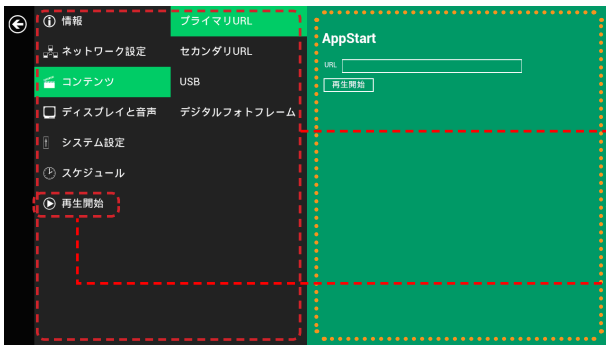 情報
ネットワーク設定
コンテンツ
ディスプレイと音声
システム設定
スケジュール
再生開始
プライマリURL
セカンダリURL
USB
デジタルフォトフレーム
AppStart
URL
再生開始